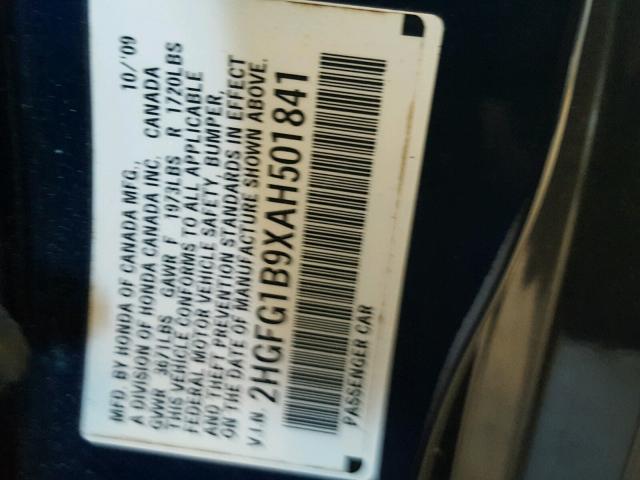 MFD BY HONDA OF CANADA MFG., 10/'09
A DIVISION OF HONDA CANADA INC. CANADA
GVWR 3671LBS GAWR F 1973LBS R 1720LBS
THIS VEHICLE CONFORMS TO ALL APPLICABLE
FEDERAL MOTOR VEHICLE SAFETY, BUMPER,
AND THEFT PREVENTION STANDARDS IN EFFECT
ON THE DATE OF MANUFACTURE SHOWN ABOVE.
V.I.N. 2HGFG1B9XAH501841
PASSENGER CAR